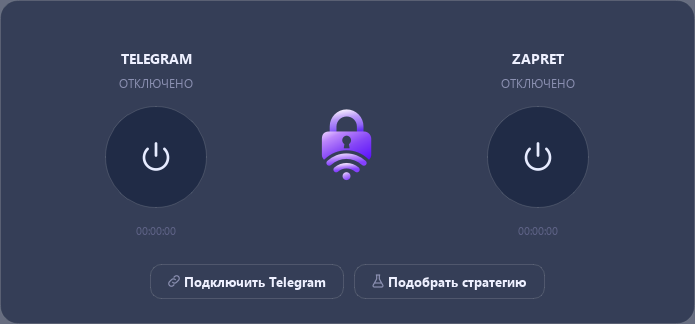 TELEGRAM
ОТКЛЮЧЕНО
00:00:00
ZAPRET
ОТКЛЮЧЕНО
00:00:00
Подключить Telegram
Подобрать стратегию